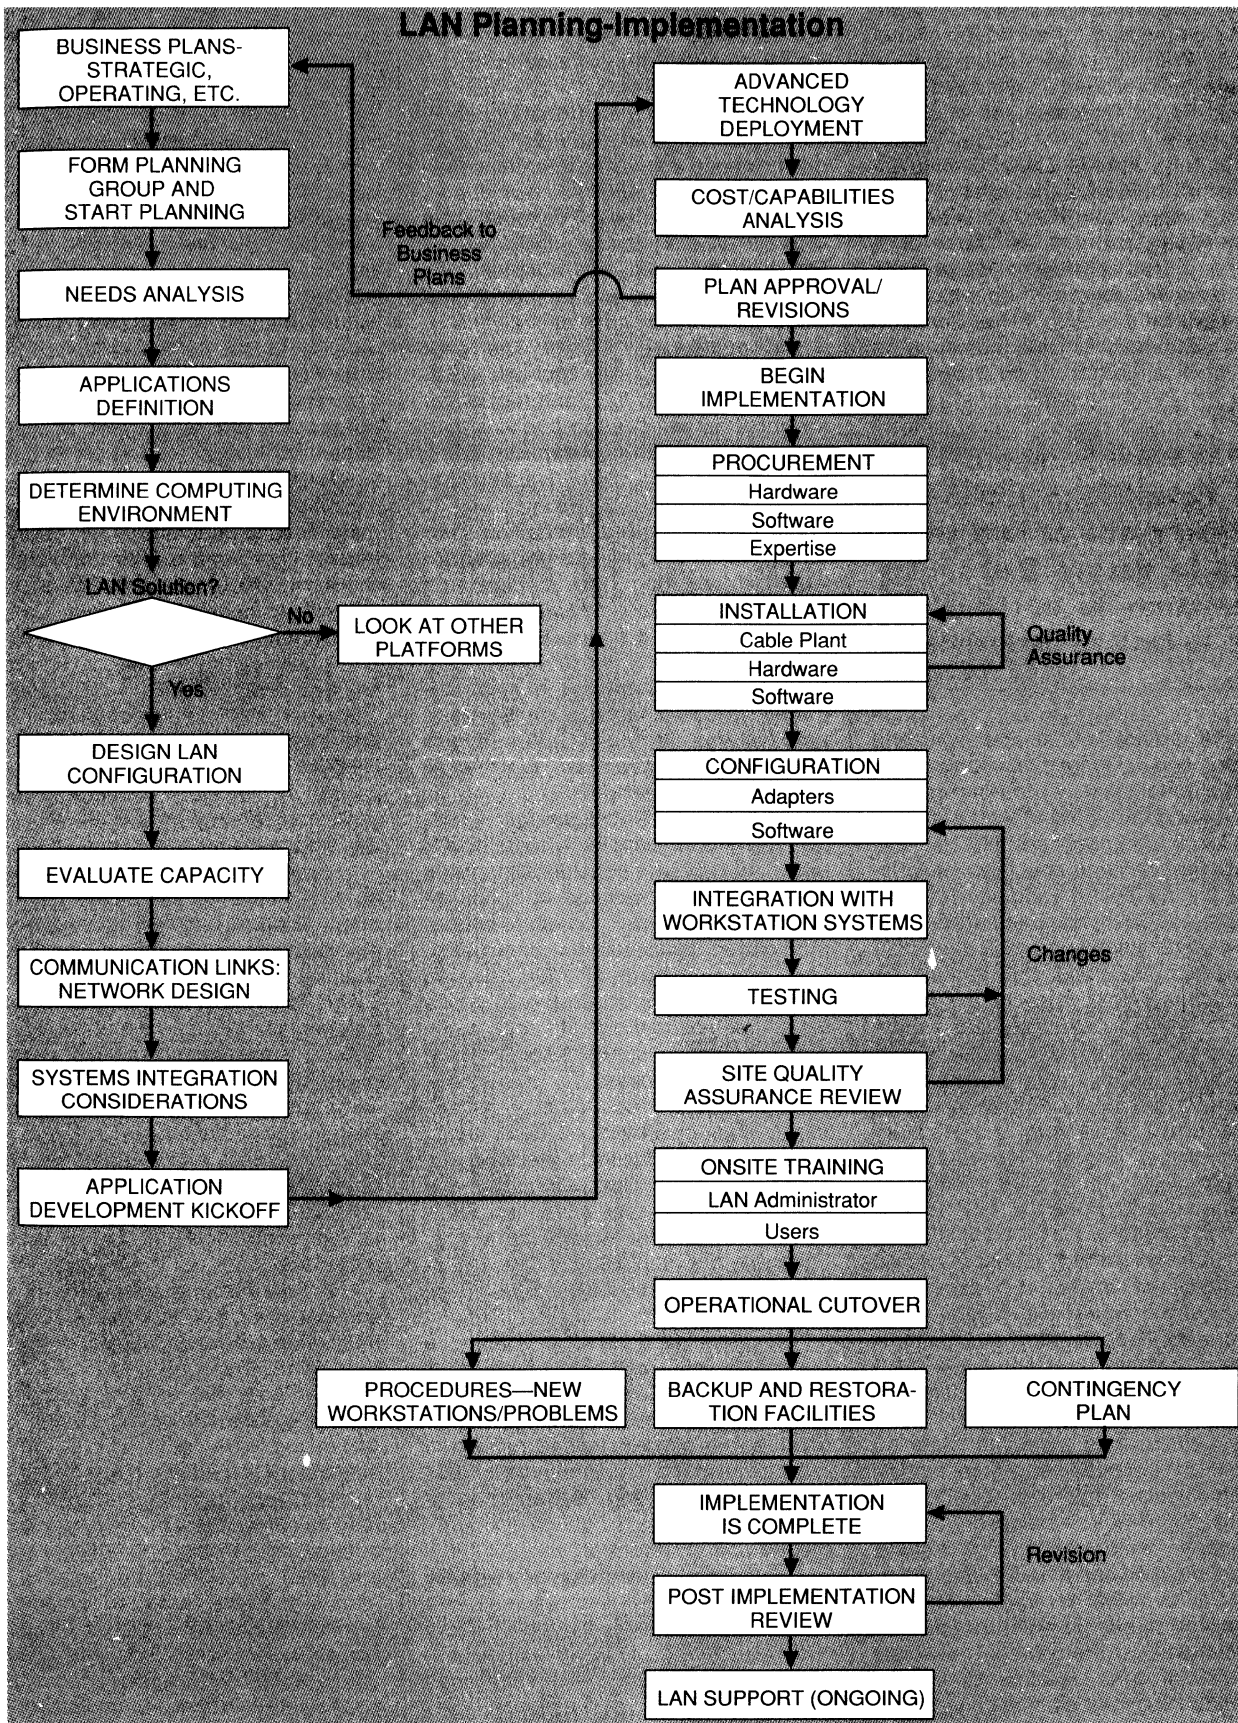 LAN Planning-Implementation
BUSINESS PLANS-
STRATEGIC,
OPERATING, ETC.
FORM PLANNING
GROUP AND
START PLANNING
NEEDS ANALYSIS
APPLICATIONS
DEFINITION
DETERMINE COMPUTING
ENVIRONMENT
LAN Solution?
No
LOOK AT OTHER
PLATFORMS
Yes
DESIGN LAN
CONFIGURATION
EVALUATE CAPACITY
COMMUNICATION LINKS:
NETWORK DESIGN
SYSTEMS INTEGRATION
CONSIDERATIONS
APPLICATION
DEVELOPMENT KICKOFF
Feedback to
Business
Plans
ADVANCED
TECHNOLOGY
DEPLOYMENT
COST/CAPABILITIES
ANALYSIS
PLAN APPROVAL/
REVISIONS
BEGIN
IMPLEMENTATION
PROCUREMENT
Hardware
Software
Expertise
INSTALLATION
Cable Plant
Hardware
Software
Quality
Assurance
CONFIGURATION
Adapters
Software
INTEGRATION WITH
WORKSTATION SYSTEMS
Changes
TESTING
SITE QUALITY
ASSURANCE REVIEW
ONSITE TRAINING
LAN Administrator
Users
OPERATIONAL CUTOVER
PROCEDURES—NEW
WORKSTATIONS/PROBLEMS
BACKUP AND RESTORA-
TION FACILITIES
CONTINGENCY
PLAN
IMPLEMENTATION
IS COMPLETE
Revision
POST IMPLEMENTATION
REVIEW
LAN SUPPORT (ONGOING)